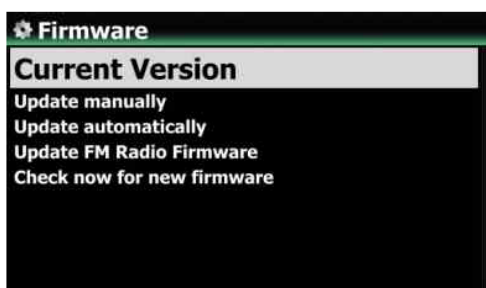 Firmware
Current Version
Update manually
Update automatically
Update FM Radio Firmware
Check now for new firmware